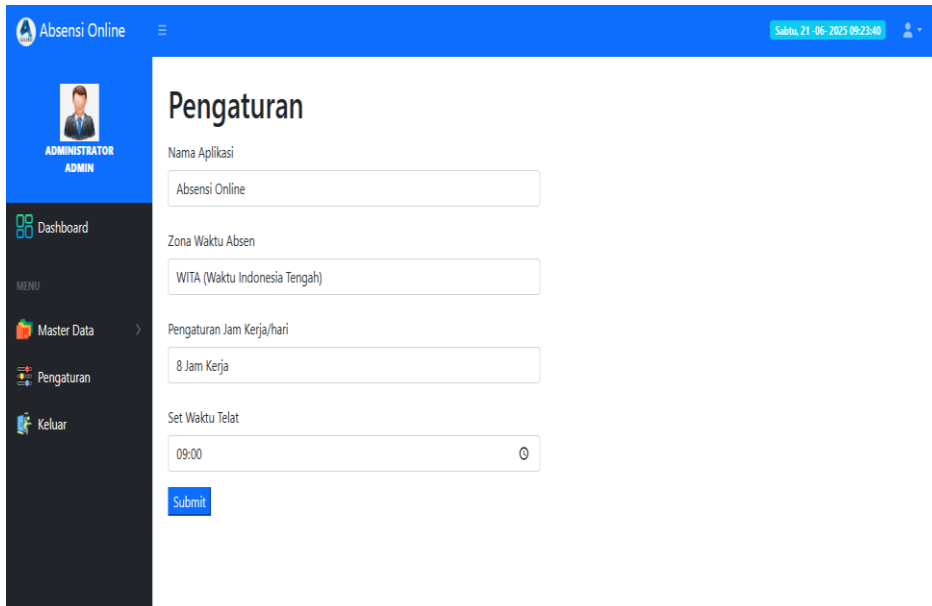 Absensi Online
Sabtu, 21 -06- 2025 09:23:40
ADMINISTRATOR
ADMIN
Dashboard
MENU
Master Data
Pengaturan
Keluar
Pengaturan
Nama Aplikasi
Absensi Online
Zona Waktu Absen
WITA (Waktu Indonesia Tengah)
Pengaturan Jam Kerja/hari
8 Jam Kerja
Set Waktu Telat
09:00
Submit